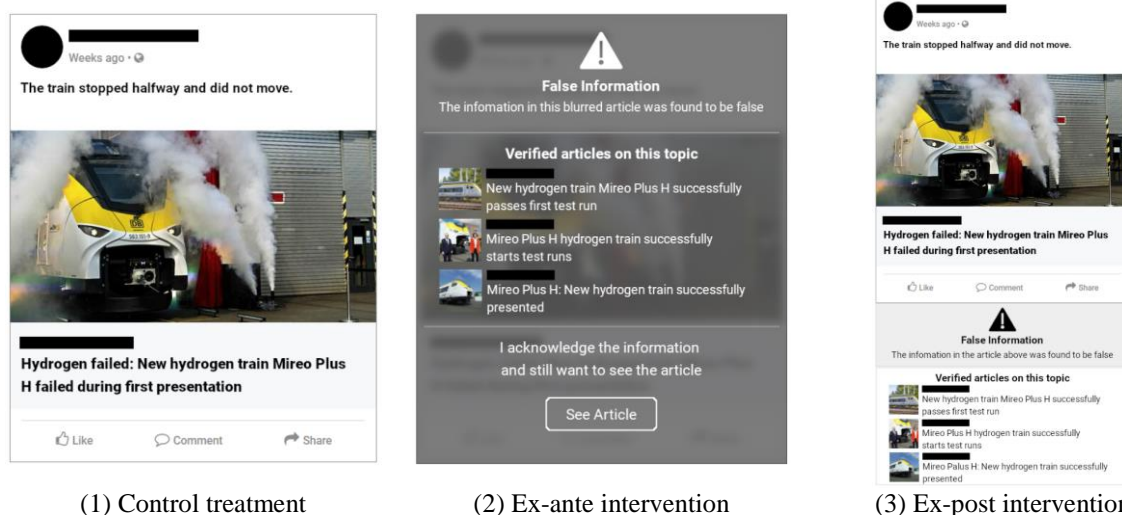 Weeks ago •
The train stopped halfway and did not move.
Hydrogen failed: New hydrogen train Mireo Plus
H failed during first presentation
Like Comment Share
(1) Control treatment
False Information
The infomation in this blurred article was found to be false
Verified articles on this topic
New hydrogen train Mireo Plus H successfully
passes first test run
Mireo Plus H hydrogen train successfully
starts test runs
Mireo Plus H: New hydrogen train successfully
presented
I acknowledge the information
and still want to see the article
See Article
(2) Ex-ante intervention
Weeks ago •
The train stopped halfway and did not move.
Hydrogen failed: New hydrogen train Mireo Plus
H failed during first presentation
Like Comment Share
False Information
The infomation in the article above was found to be false
Verified articles on this topic
New hydrogen train Mireo Plus H successfully
passes first test run
Mireo Plus H hydrogen train successfully
starts test runs
Mireo Palus H: New hydrogen train successfully
presented
(3) Ex-post intervention